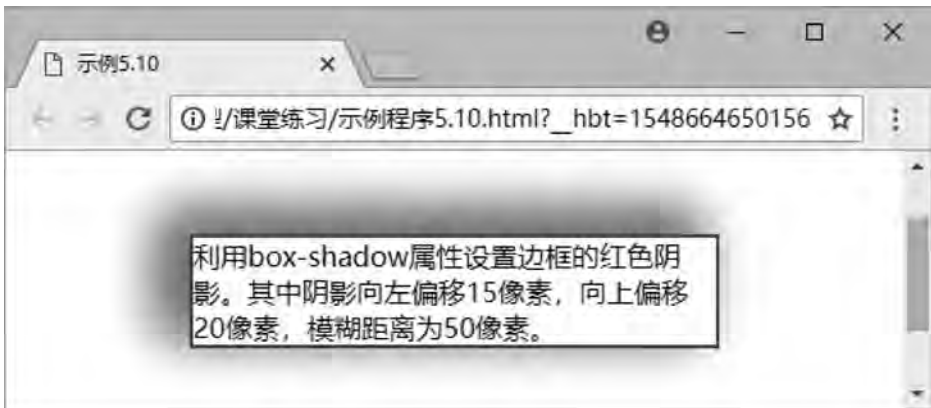 示例5.10
!/课堂练习/示例程序5.10.html?__hbt=1548664650156
利用box-shadow属性设置边框的红色阴
影。其中阴影向左偏移15像素，向上偏移
20像素，模糊距离为50像素。